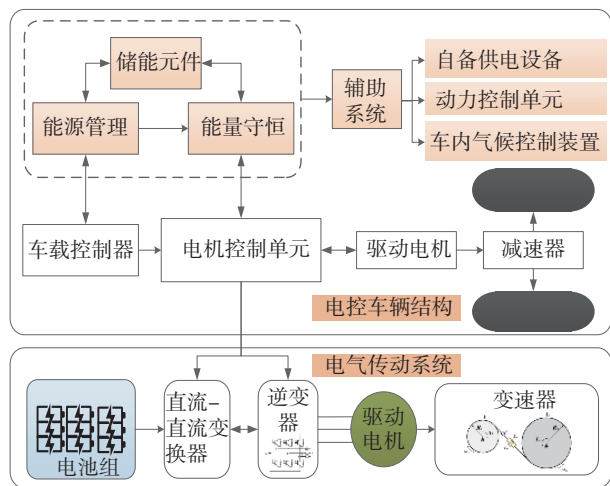 储能元件
能源管理
能量守恒
辅助
系统
自备供电设备
动力控制单元
车内气候控制装置
车载控制器
电机控制单元
驱动电机
减速器
电控车辆结构
电气传动系统
电池组
直流-
直流变
换器
逆变
器
驱动
电机
变速器